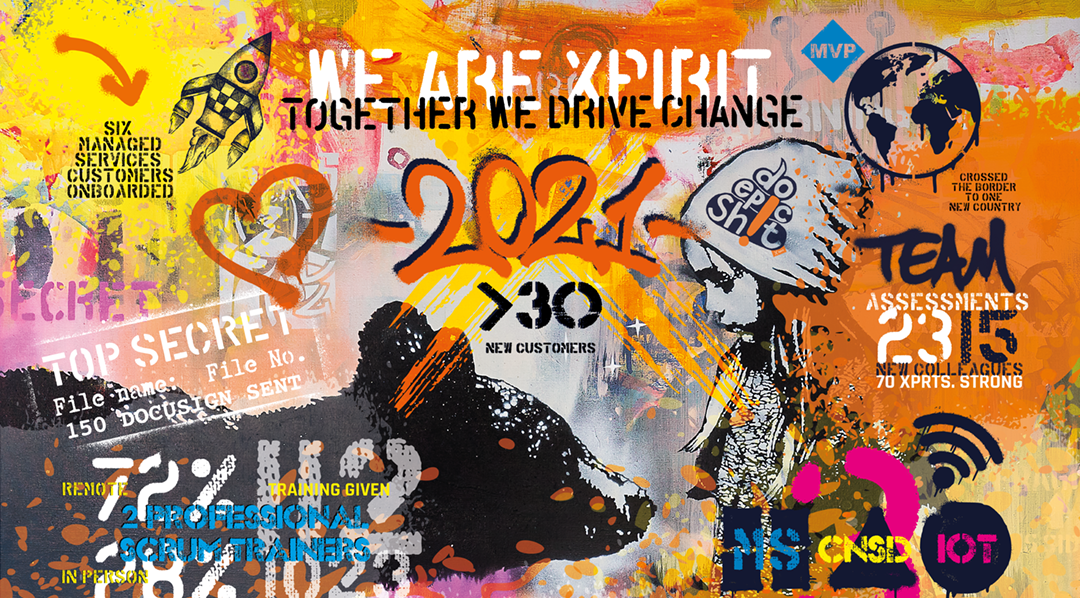 WE ARE XPIRIT
TOGETHER WE DRIVE CHANGE
MVP
SIX
MANAGED
SERVICES
CUSTOMERS
ONBOARDED
-2021-
do
epic
sh!t
CROSSED
THE BORDER
TO ONE
NEW COUNTRY
TEAM
>30
NEW CUSTOMERS
ASSESSMENTS
23 15
NEW COLLEAGUES
70 XPRTS. STRONG
SECRET
TOP SECRET
File name: File No.
150 DOCUSIGN SENT
72%
REMOTE
TRAINING GIVEN
2 PROFESSIONAL
SCRUM TRAINERS
28% 1023
IN PERSON
MS CNSD IOT